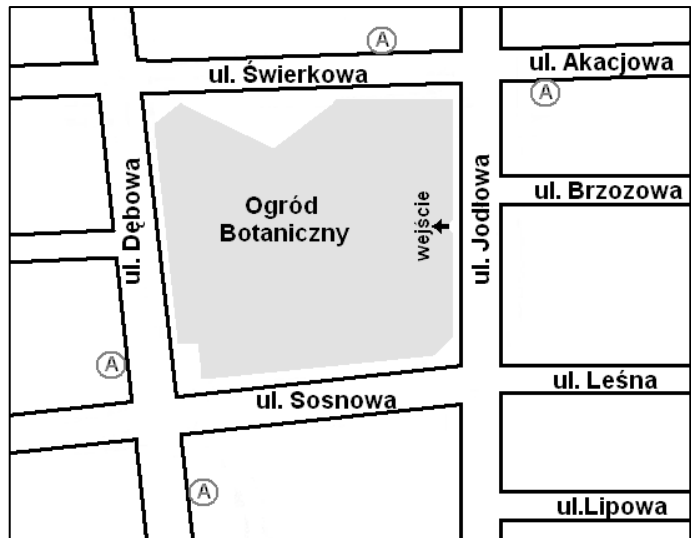 A
ul. Świerkowa
ul. Akacjowa
A
ul. Dębowa
Ogród
Botaniczny
wejście
ul. Jodłowa
ul. Brzozowa
A
ul. Leśna
ul. Sosnowa
A
ul.Lipowa